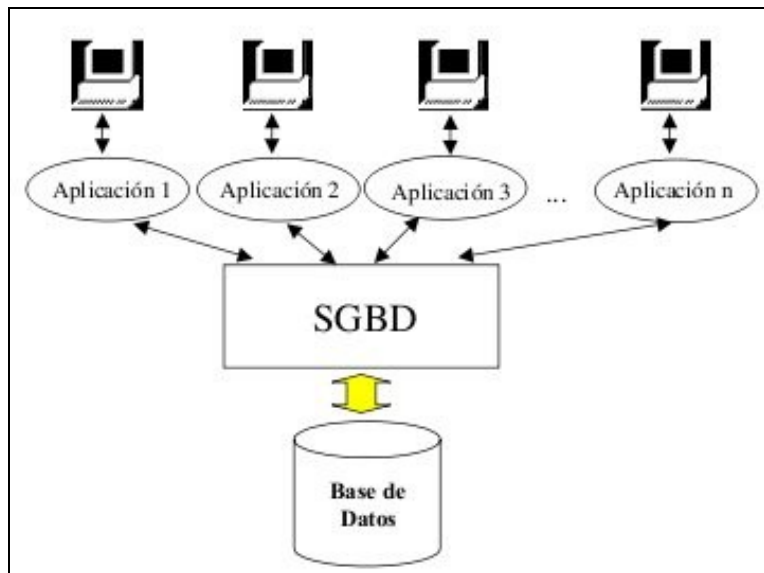 Aplicación 1
Aplicación 2
Aplicación 3
...
Aplicación n
SGBD
Base de
Datos